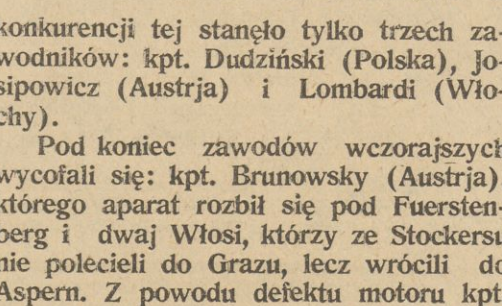 konkurencji tej stanęło tylko trzech za-
wodników: kpt. Dudziński (Polska), Jo-
sipowicz (Austrja) i Lombardi (Wło-
chy).
Pod koniec zawodów wczorajszych
wycofali się: kpt. Brunowsky (Austrja)
którego aparat rozbił się pod Fuersten-
berg i dwaj Włosi, którzy ze Stockersu
nie polecieli do Grazu, lecz wrócili do
Aspern. Z powodu defektu motoru kpt